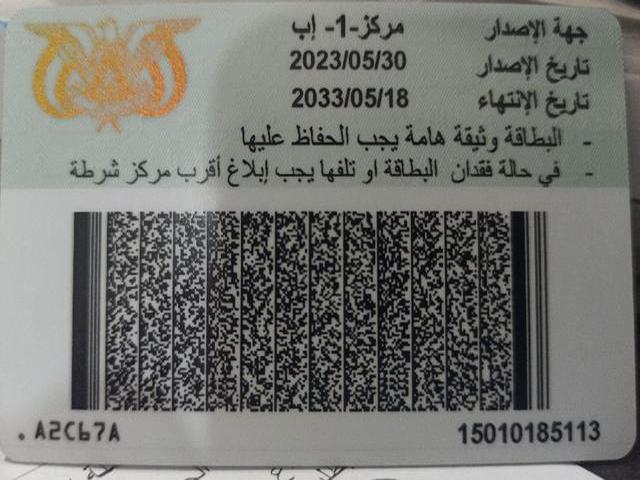 جهة الإصدار مركز-1- إب
تاريخ الإصدار 2023/05/30
تاريخ الإنتهاء 2033/05/18
- البطاقة وثيقة هامة يجب الحفاظ عليها
- في حالة فقدان البطاقة او تلفها يجب إبلاغ أقرب مركز شرطة
.A2C67A
15010185113